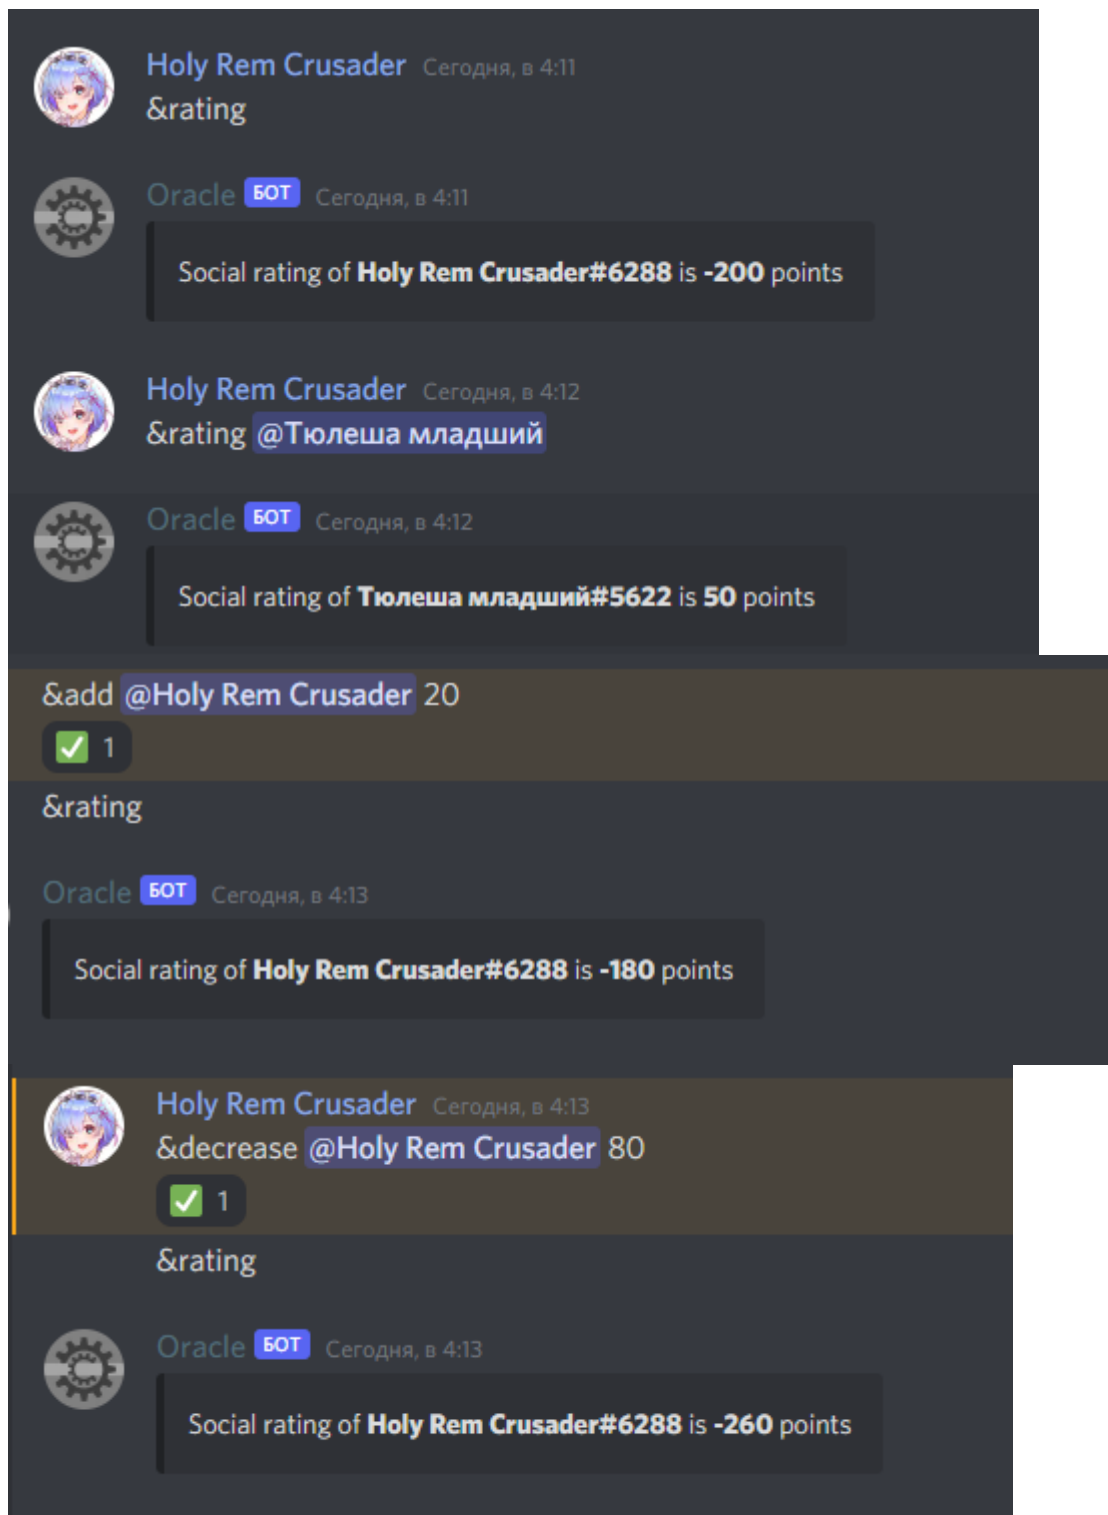 Holy Rem Crusader Сегодня, в 4:11
&rating
Oracle БОТ Сегодня, в 4:11
Social rating of Holy Rem Crusader#6288 is -200 points
Holy Rem Crusader Сегодня, в 4:12
&rating @Тюлеша младший
Oracle БОТ Сегодня, в 4:12
Social rating of Тюлеша младший#5622 is 50 points
&add @Holy Rem Crusader 20
1
&rating
Oracle БОТ Сегодня, в 4:13
Social rating of Holy Rem Crusader#6288 is -180 points
Holy Rem Crusader Сегодня, в 4:13
&decrease @Holy Rem Crusader 80
1
&rating
Oracle БОТ Сегодня, в 4:13
Social rating of Holy Rem Crusader#6288 is -260 points